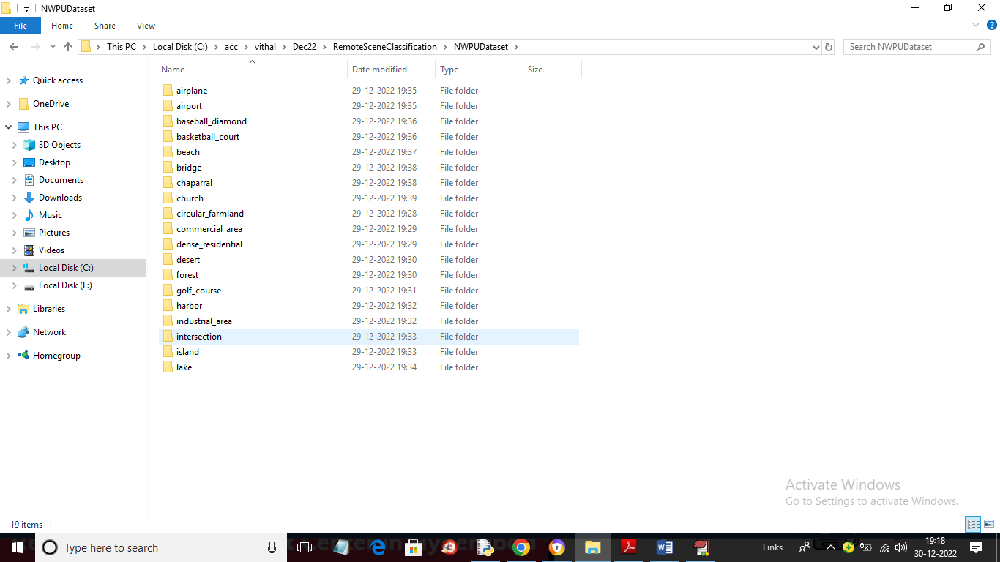 NWPUDataset
File Home Share View
This PC Local Disk (C:) acc vithal Dec22 RemoteSceneClassification NWPUDataset
Search NWPUDataset
Quick access
OneDrive
This PC
3D Objects
Desktop
Documents
Downloads
Music
Pictures
Videos
Local Disk (C:)
Local Disk (E:)
Libraries
Network
Homegroup
Name Date modified Type Size
airplane 29-12-2022 19:35 File folder
airport 29-12-2022 19:35 File folder
baseball_diamond 29-12-2022 19:36 File folder
basketball_court 29-12-2022 19:36 File folder
beach 29-12-2022 19:37 File folder
bridge 29-12-2022 19:38 File folder
chaparral 29-12-2022 19:38 File folder
church 29-12-2022 19:39 File folder
circular_farmland 29-12-2022 19:28 File folder
commercial_area 29-12-2022 19:29 File folder
dense_residential 29-12-2022 19:29 File folder
desert 29-12-2022 19:30 File folder
forest 29-12-2022 19:30 File folder
golf_course 29-12-2022 19:31 File folder
harbor 29-12-2022 19:32 File folder
industrial_area 29-12-2022 19:32 File folder
intersection 29-12-2022 19:33 File folder
island 29-12-2022 19:33 File folder
lake 29-12-2022 19:34 File folder
Activate Windows
Go to Settings to activate Windows.
19 items
Type here to search
Links
19:18
30-12-2022